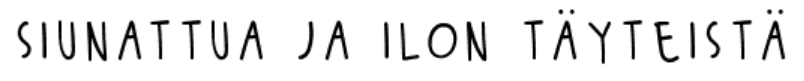 SIUNATTUA JA ILON TÄYTEISTÄ